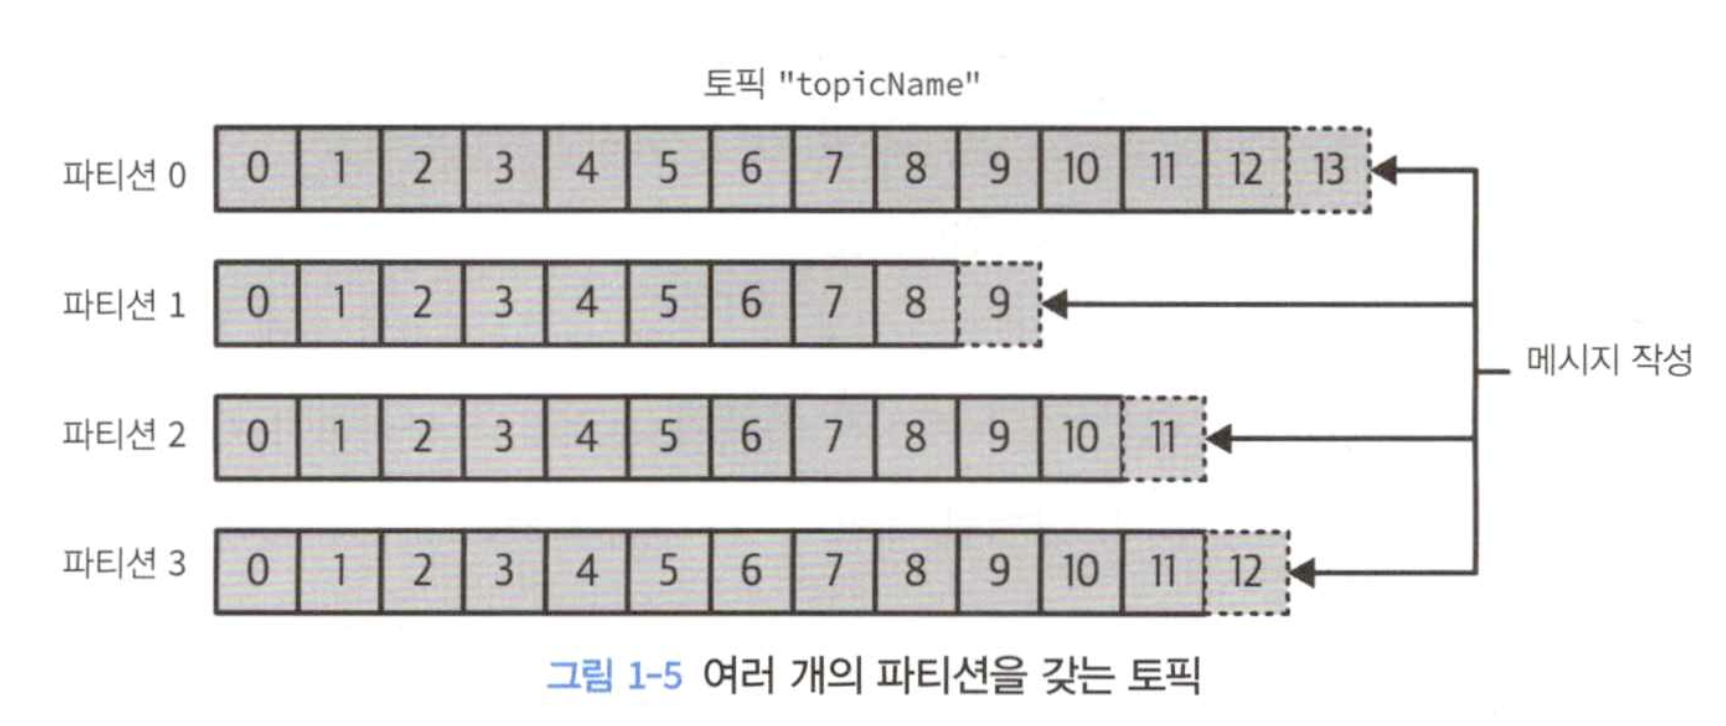 토픽 "topicName"
파티션 0 0 1 2 3 4 5 6 7 8 9 10 11 12 13
파티션 1 0 1 2 3 4 5 6 7 8 9
메시지 작성
파티션 2 0 1 2 3 4 5 6 7 8 9 10 11
파티션 3 0 1 2 3 4 5 6 7 8 9 10 11 12
그림 1-5 여러 개의 파티션을 갖는 토픽